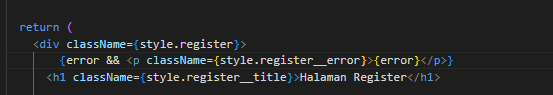 return (
<div className={style.register}>
{error && <p className={style.register__error}>{error}</p>}
<h1 className={style.register__title}>Halaman Register</h1>